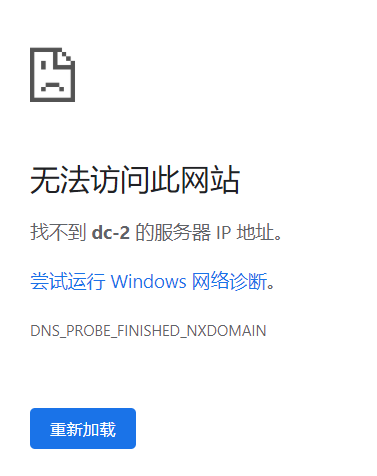 无法访问此网站
找不到 dc-2 的服务器 IP 地址。
尝试运行 Windows 网络诊断。
DNS_PROBE_FINISHED_NXDOMAIN
重新加载